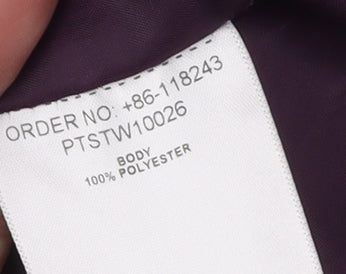 ORDER NO: +86-118243
PTSTW10026
BODY
100% POLYESTER